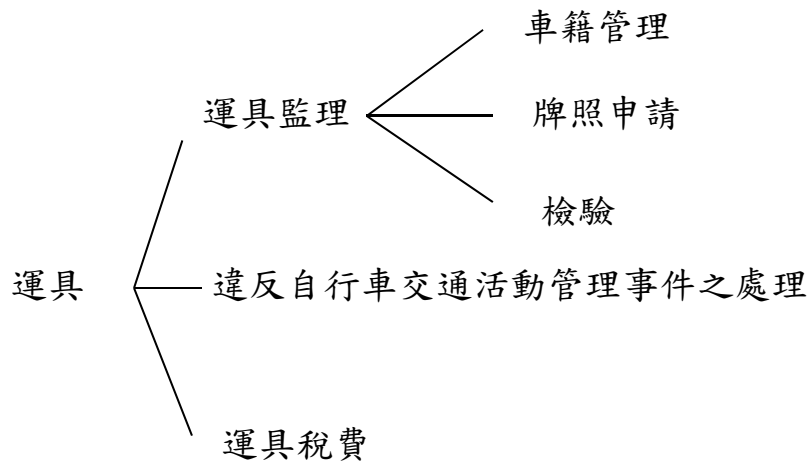 車籍管理
運具監理
牌照申請
檢驗
運具
違反自行車交通活動管理事件之處理
運具稅費